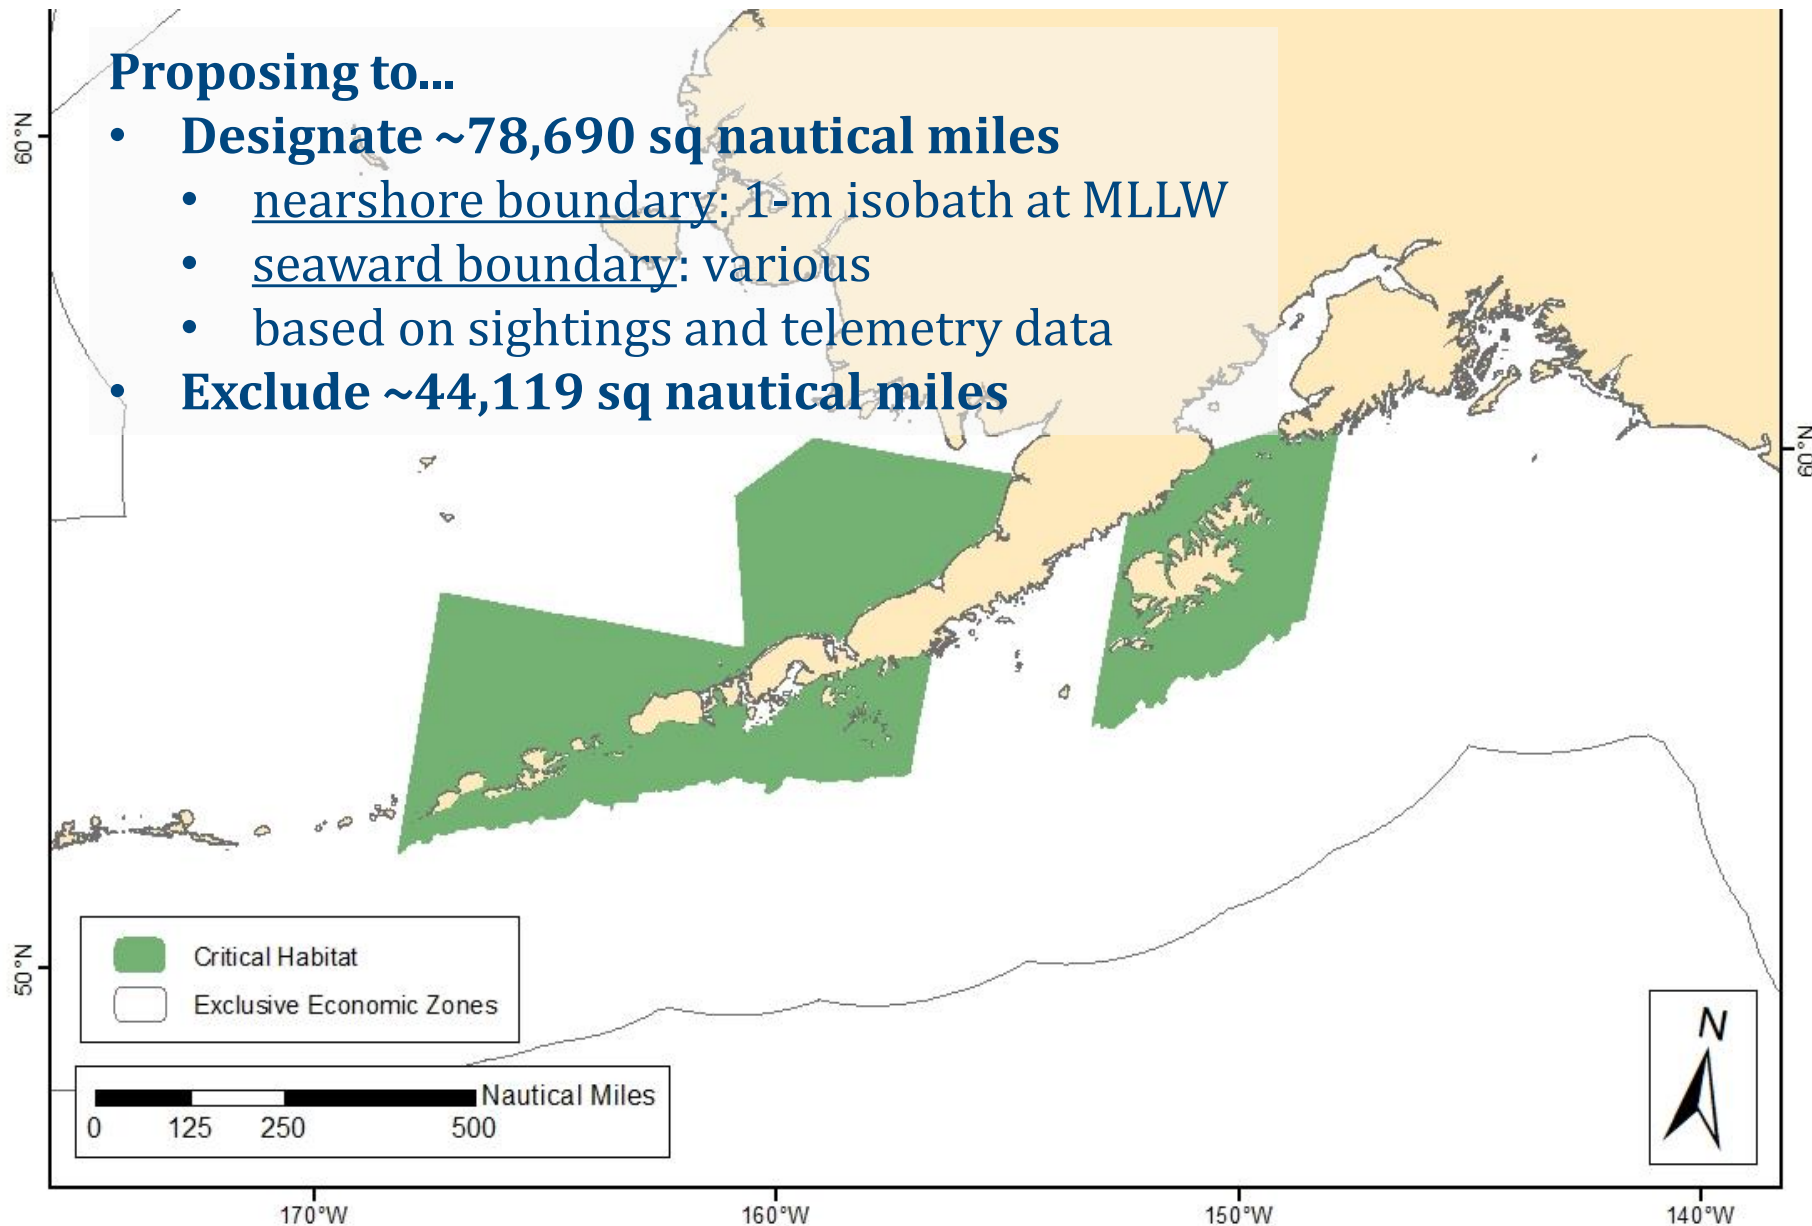 Proposing to...
• Designate ~78,690 sq nautical miles
• nearshore boundary: 1-m isobath at MLLW
• seaward boundary: various
• based on sightings and telemetry data
• Exclude ~44,119 sq nautical miles
60°N
60°N
50°N
Critical Habitat
Exclusive Economic Zones
Nautical Miles
0 125 250 500
N
170°W 160°W 150°W 140°W